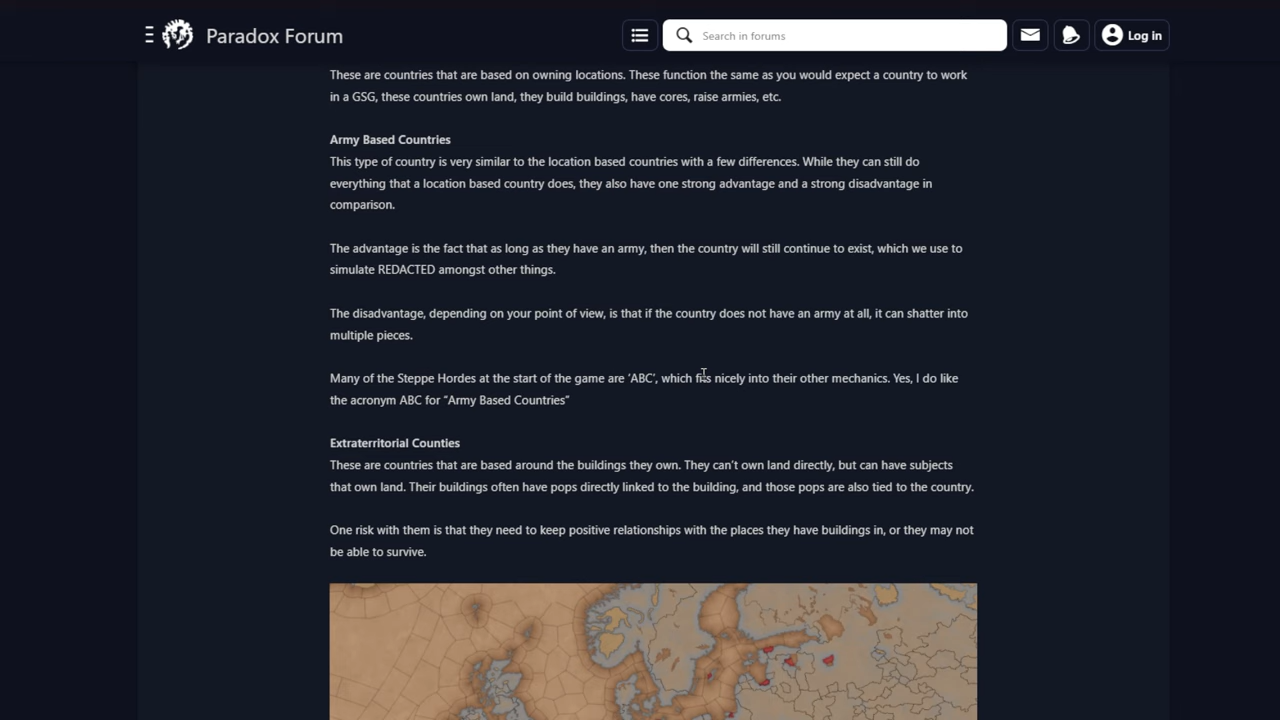 Paradox Forum
Search in forums
Log in
These are countries that are based on owning locations. These function the same as you would expect a country to work
in a GSG, these countries own land, they build buildings, have cores, raise armies, etc.
Army Based Countries
This type of country is very similar to the location based countries with a few differences. While they can still do
everything that a location based country does, they also have one strong advantage and a strong disadvantage in
comparison.
The advantage is the fact that as long as they have an army, then the country will still continue to exist, which we use to
simulate REDACTED amongst other things.
The disadvantage, depending on your point of view, is that if the country does not have an army at all, it can shatter into
multiple pieces.
Many of the Steppe Hordes at the start of the game are ‘ABC’, which fits nicely into their other mechanics. Yes, I do like
the acronym ABC for “Army Based Countries”
Extraterritorial Counties
These are countries that are based around the buildings they own. They can’t own land directly, but can have subjects
that own land. Their buildings often have pops directly linked to the building, and those pops are also tied to the country.
One risk with them is that they need to keep positive relationships with the places they have buildings in, or they may not
be able to survive.